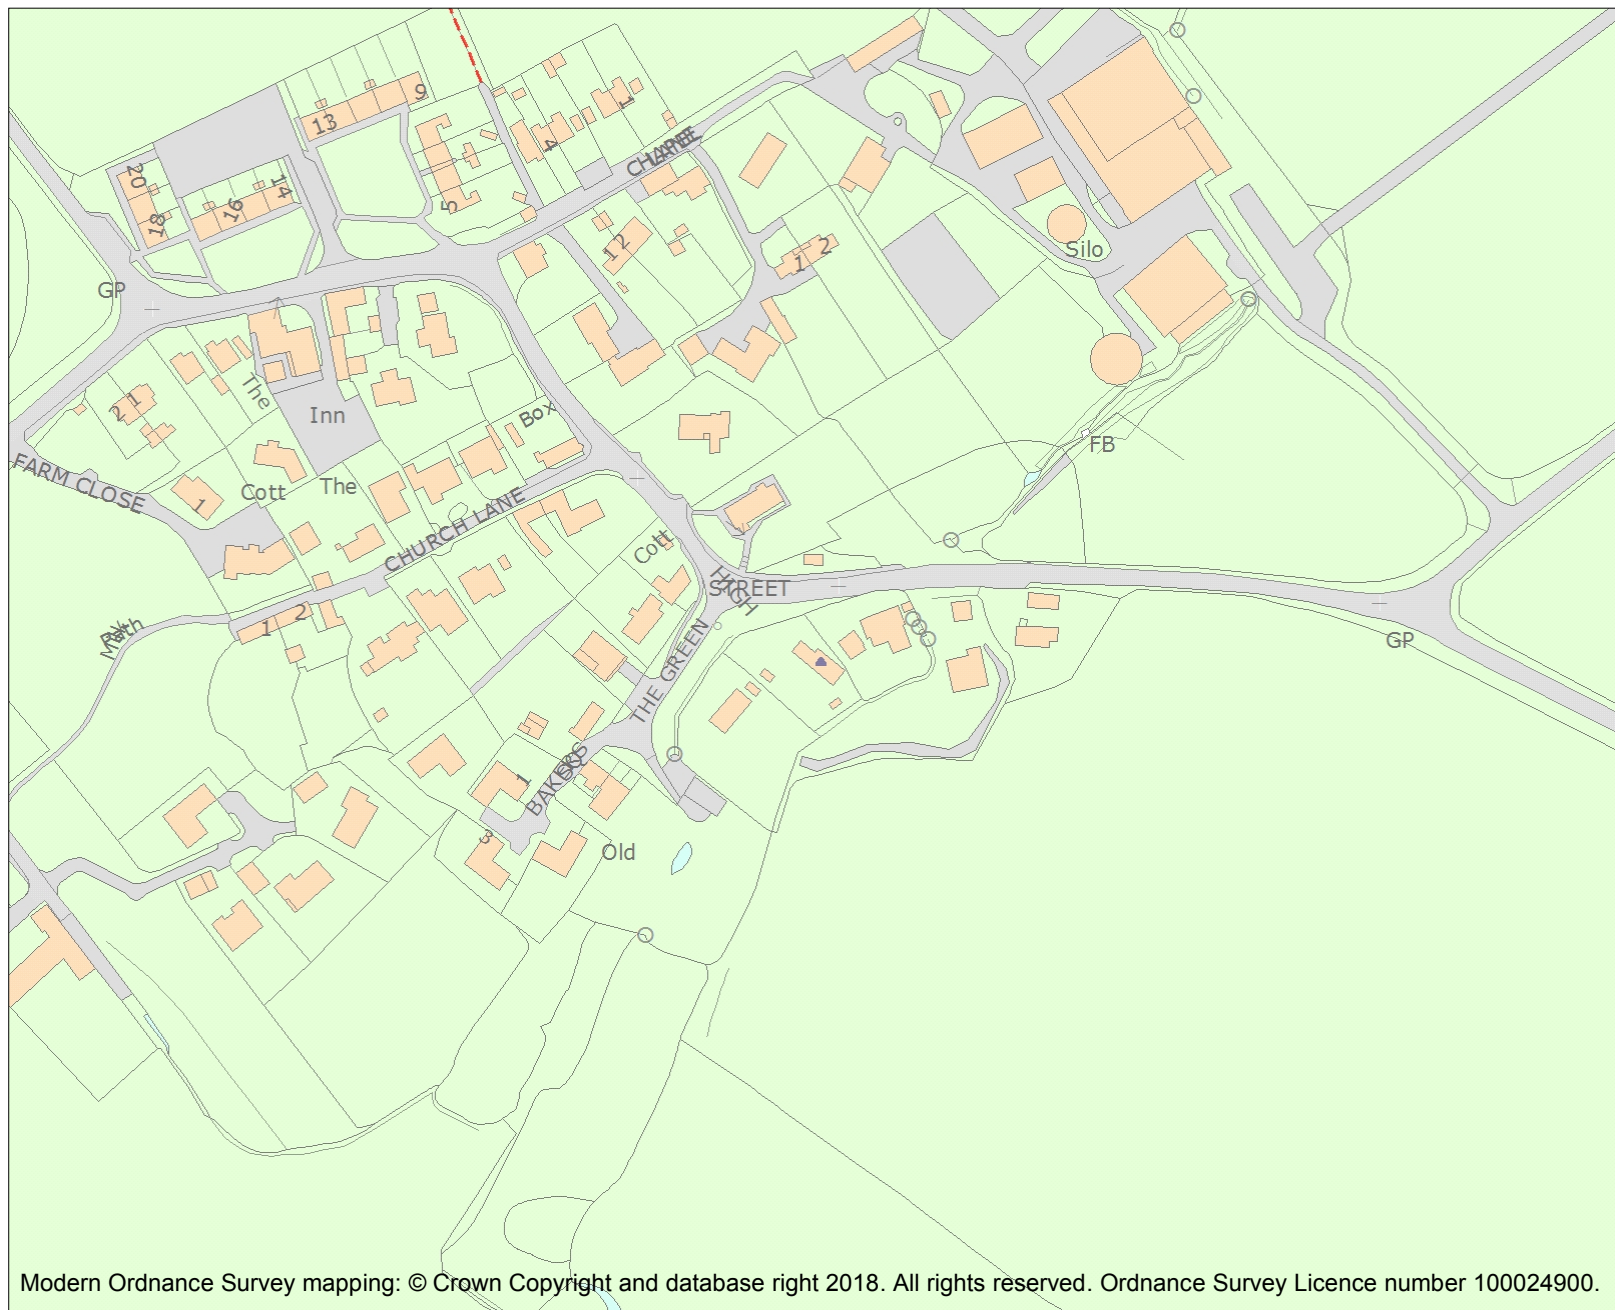 9
13
1
4
CHAPEL
LANE
20
14
16
18
5
1 2
2
1
Silo
GP
The
2 1
Inn
Box
FB
FARM CLOSE
Cott
The
1
CHURCH LANE
Cott
HIGH
STREET
Path
1
2
THE GREEN
GP
1
BAKERS
3
Old
Modern Ordnance Survey mapping: © Crown Copyright and database right 2018. All rights reserved. Ordnance Survey Licence number 100024900.